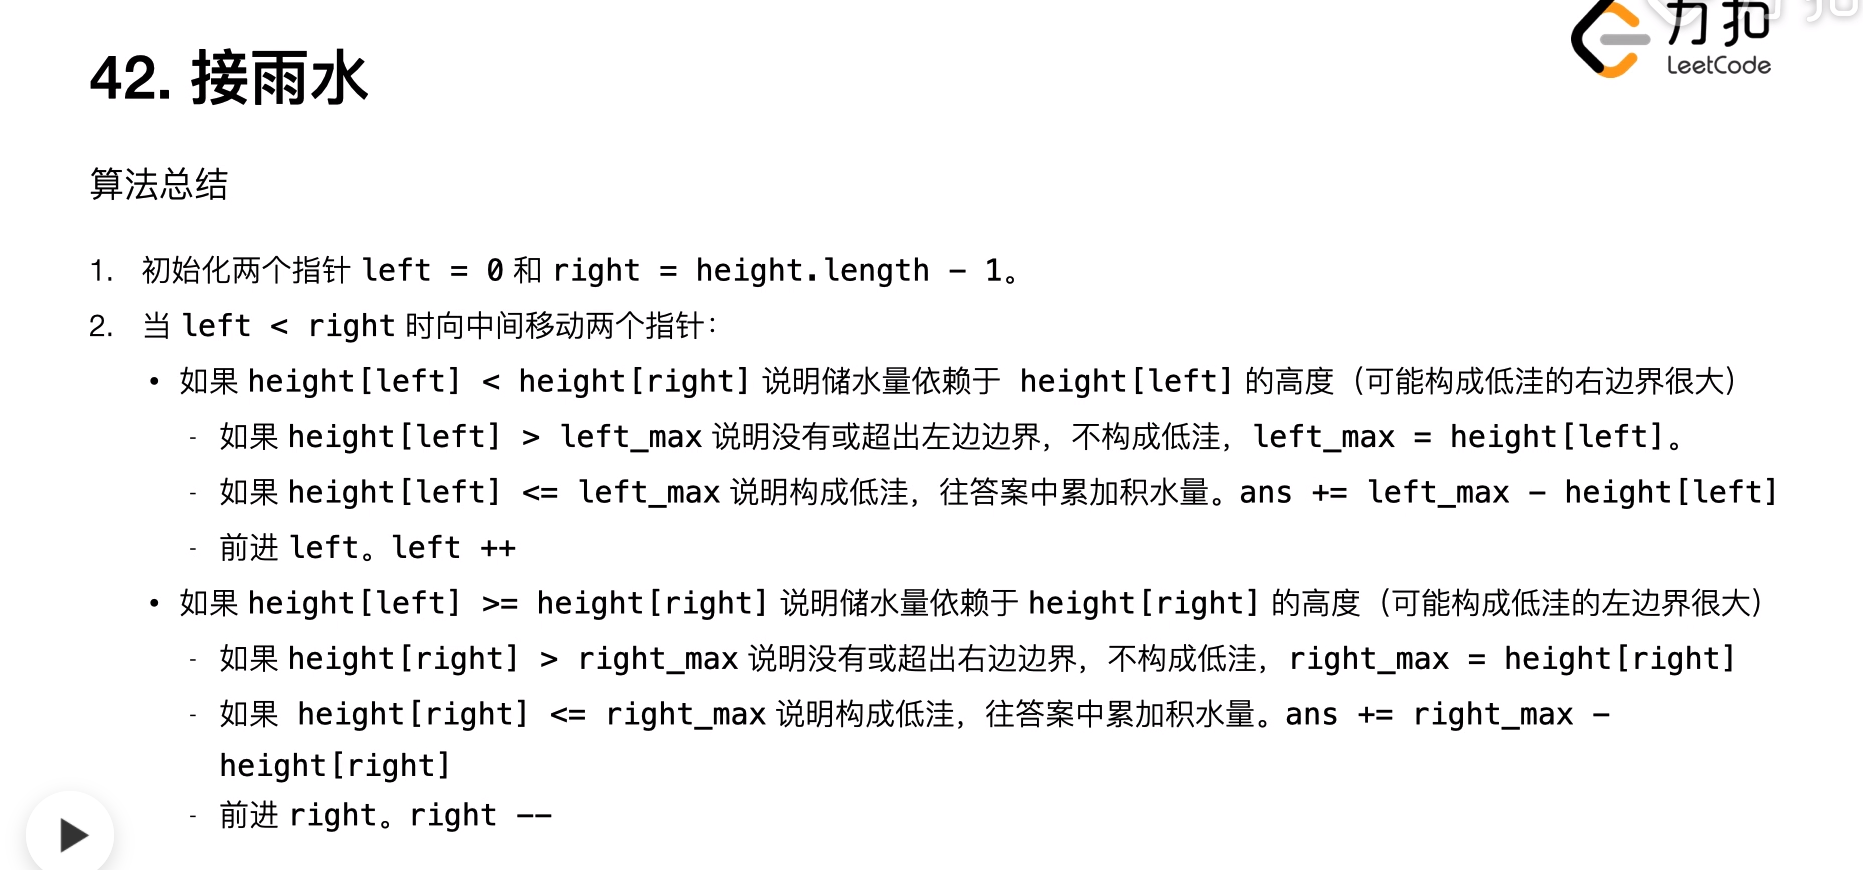 力扣
力扣
LeetCode
42. 接雨水
算法总结
1. 初始化两个指针 left = 0 和 right = height.length - 1。
2. 当 left < right 时向中间移动两个指针：
• 如果 height[left] < height[right] 说明储水量依赖于 height[left] 的高度（可能构成低洼的右边界很大）
- 如果 height[left] > left_max 说明没有或超出左边边界，不构成低洼，left_max = height[left]。
- 如果 height[left] <= left_max 说明构成低洼，往答案中累加积水量。ans += left_max - height[left]
- 前进 left。left ++
• 如果 height[left] >= height[right] 说明储水量依赖于 height[right] 的高度（可能构成低洼的左边界很大）
- 如果 height[right] > right_max 说明没有或超出右边边界，不构成低洼，right_max = height[right]
- 如果 height[right] <= right_max 说明构成低洼，往答案中累加积水量。ans += right_max -
height[right]
- 前进 right。right --